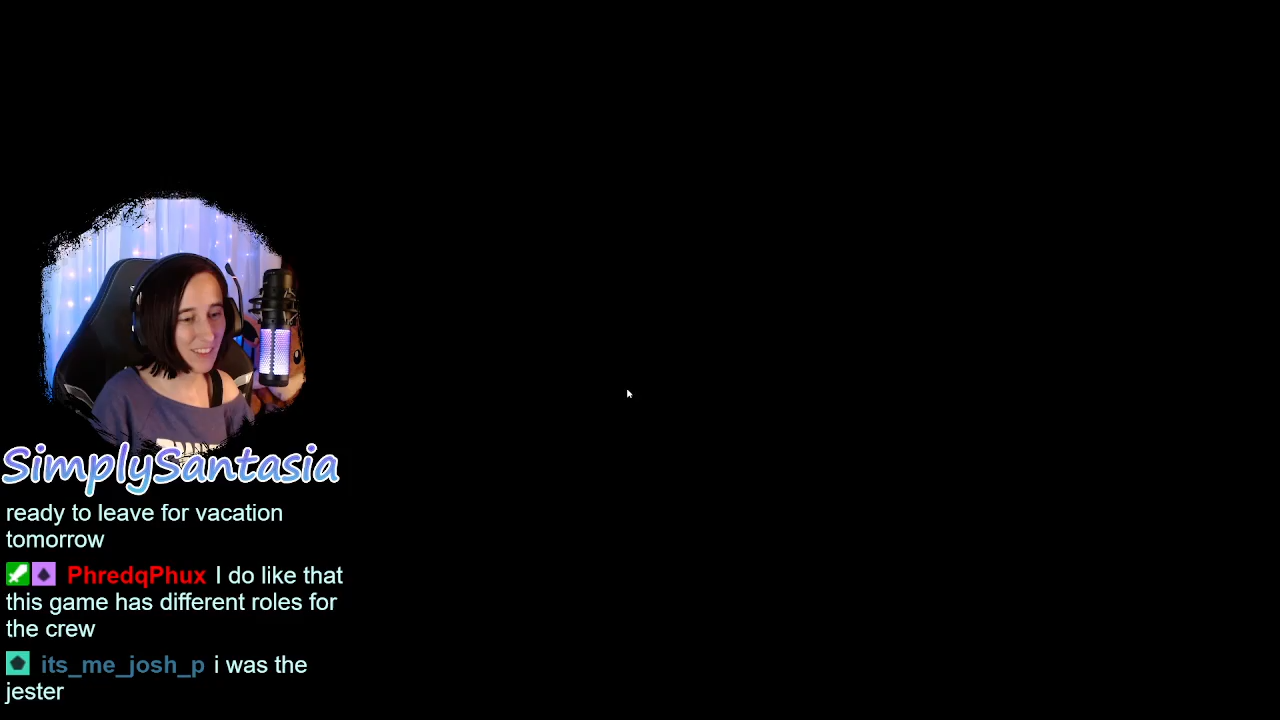 SimplySantasia
ready to leave for vacation
tomorrow
PhredqPhux I do like that
this game has different roles for
the crew
its_me_josh_p i was the
jester